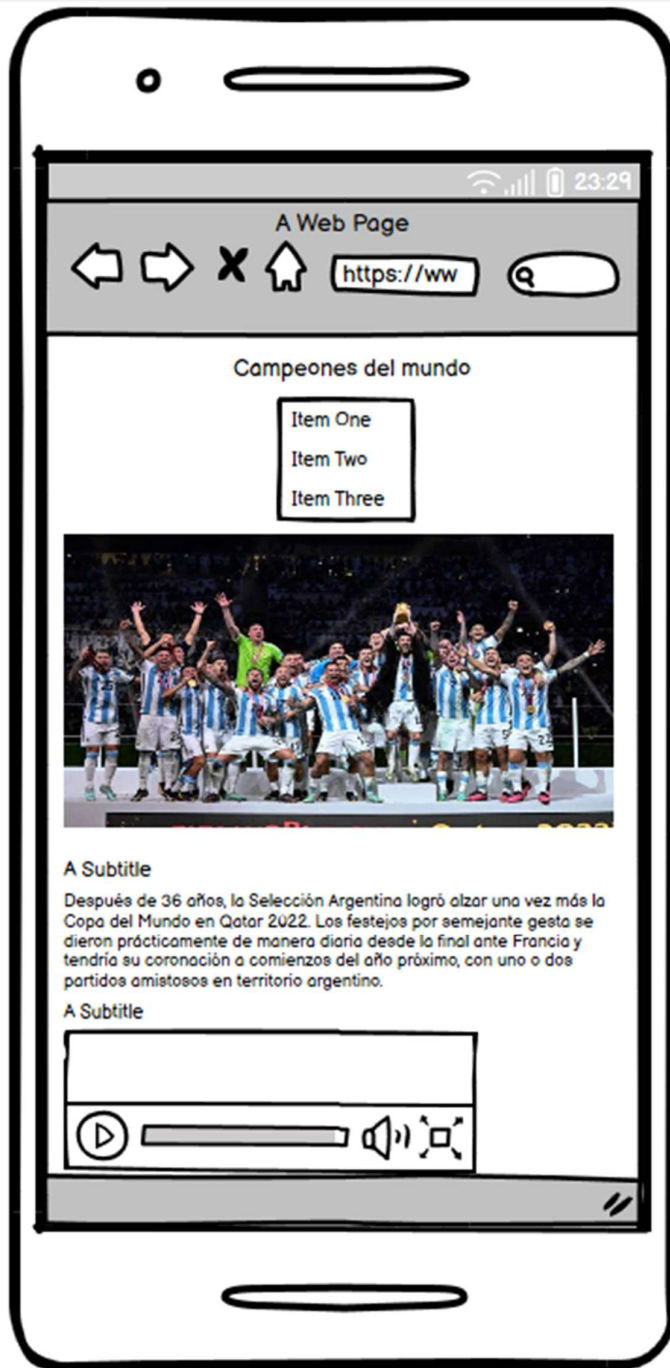 23:29
A Web Page
https://ww
Campeones del mundo
Item One
Item Two
Item Three
A Subtitle
Después de 36 años, la Selección Argentina logró alzar una vez más la
Copa del Mundo en Qatar 2022. Los festejos por semejante gesta se
dieron prácticamente de manera diaria desde la final ante Francia y
tendría su coronación a comienzos del año próximo, con uno o dos
partidos amistosos en territorio argentino.
A Subtitle